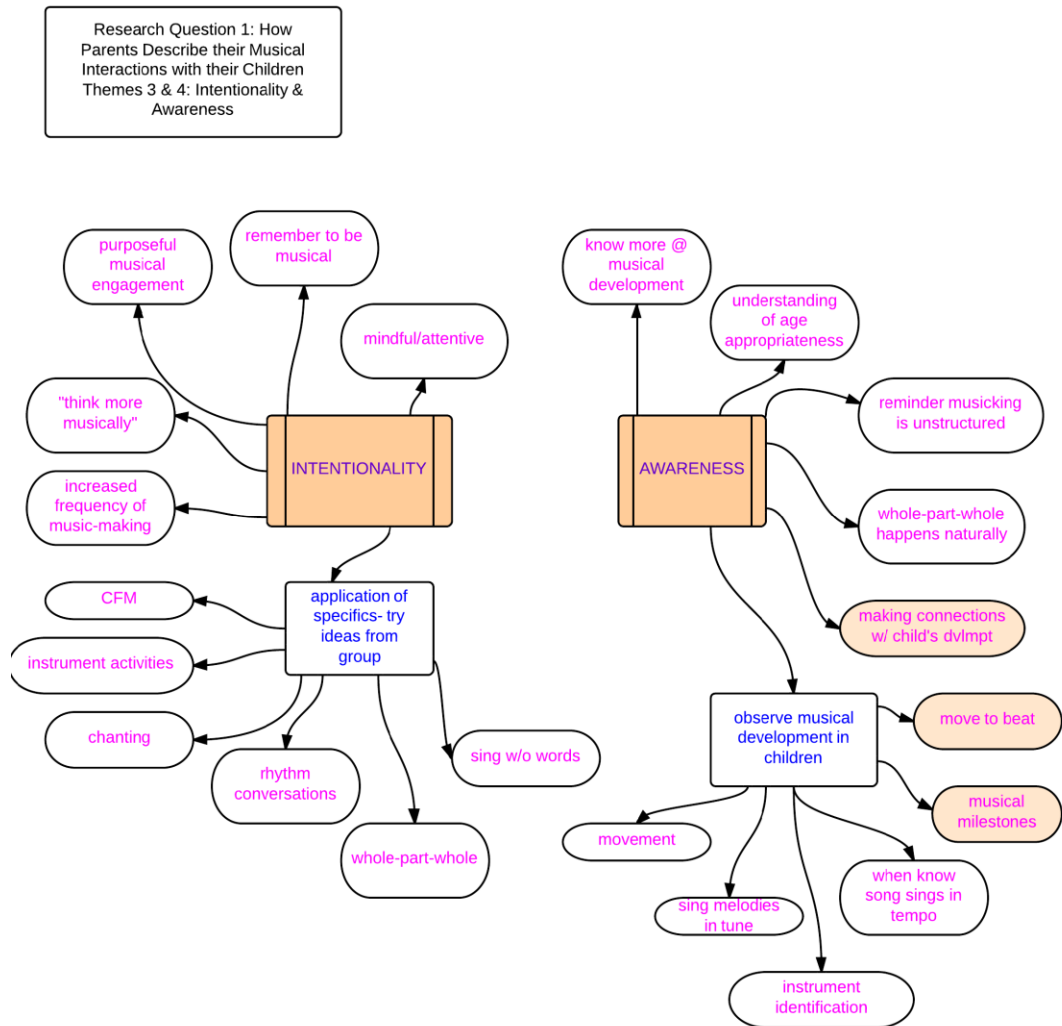 Research Question 1: How
Parents Describe their Musical
Interactions with their Children
Themes 3 & 4: Intentionality &
Awareness
purposeful
musical
engagement
remember to be
musical
mindful/attentive
"think more
musically"
increased
frequency of
music-making
INTENTIONALITY
application of
specifics- try
ideas from
group
CFM
instrument activities
chanting
rhythm
conversations
whole-part-whole
sing w/o words
know more @
musical
development
understanding
of age
appropriateness
reminder musicking
is unstructured
AWARENESS
whole-part-whole
happens naturally
making connections
w/ child's dvlmpt
observe musical
development in
children
move to beat
musical
milestones
movement
sing melodies
in tune
when know
song sings in
tempo
instrument
identification